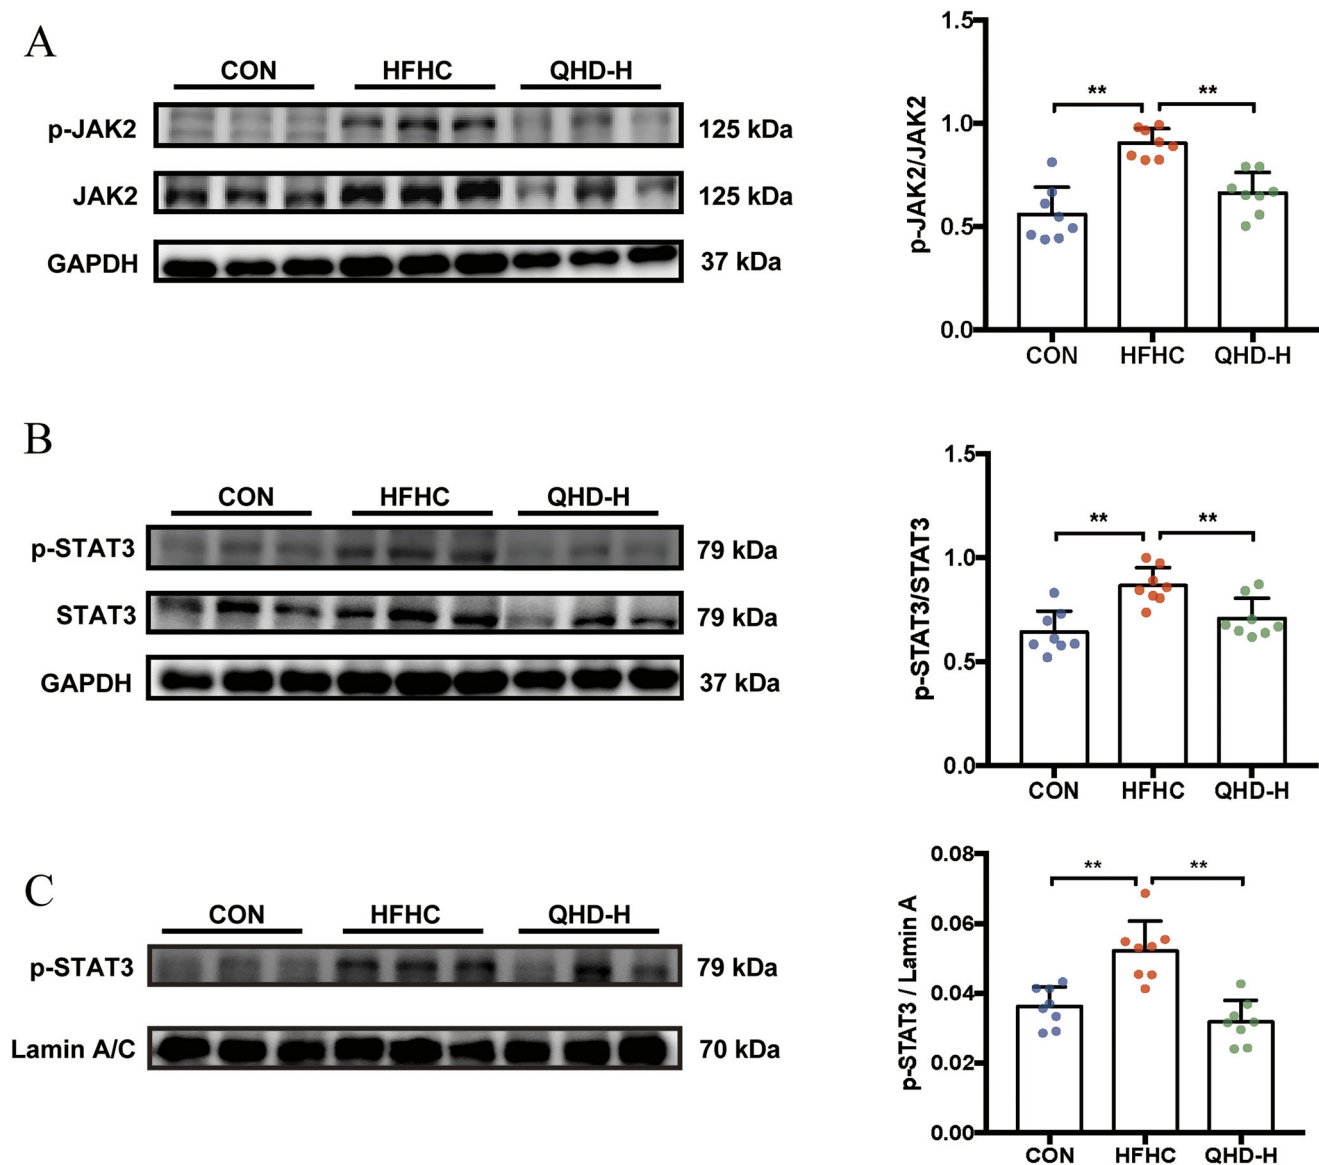 A
CON HFHC QHD-H
p-JAK2 125 kDa
JAK2 125 kDa
GAPDH 37 kDa
1.5
1.0
0.5
0.0
p-JAK2/JAK2
** **
CON HFHC QHD-H
B
CON HFHC QHD-H
p-STAT3 79 kDa
STAT3 79 kDa
GAPDH 37 kDa
1.5
1.0
0.5
0.0
p-STAT3/STAT3
** **
CON HFHC QHD-H
C
CON HFHC QHD-H
p-STAT3 79 kDa
Lamin A/C 70 kDa
0.08
0.06
0.04
0.02
0.00
p-STAT3 / Lamin A
** **
CON HFHC QHD-H